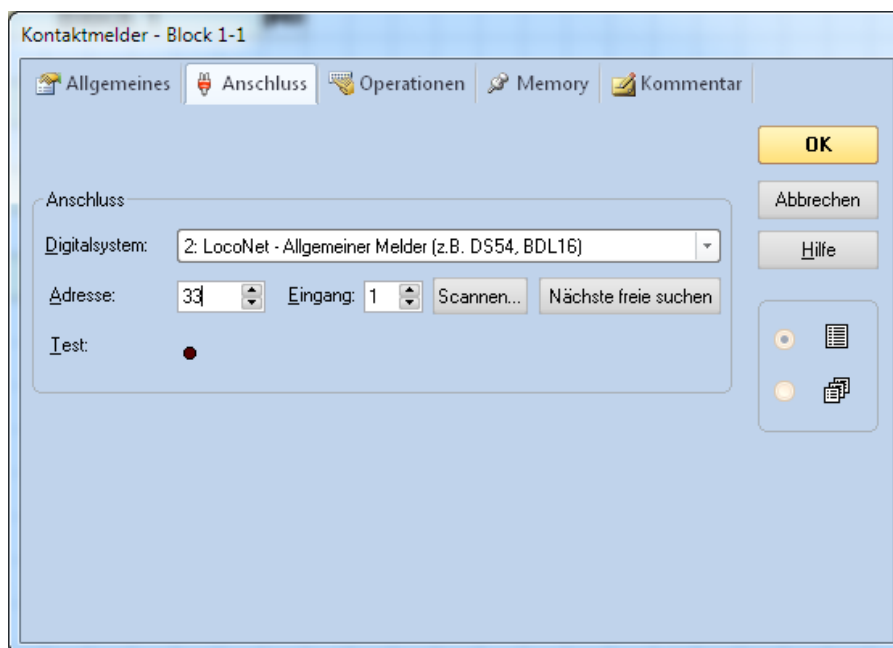 Kontaktmelder - Block 1-1
Allgemeines Anschluss Operationen Memory Kommentar
OK
Abbrechen
Hilfe
Anschluss
Digitalsystem: 2: LocoNet - Allgemeiner Melder (z.B. DS54, BDL16)
Adresse: 33 Eingang: 1 Scannen... Nächste freie suchen
Test: